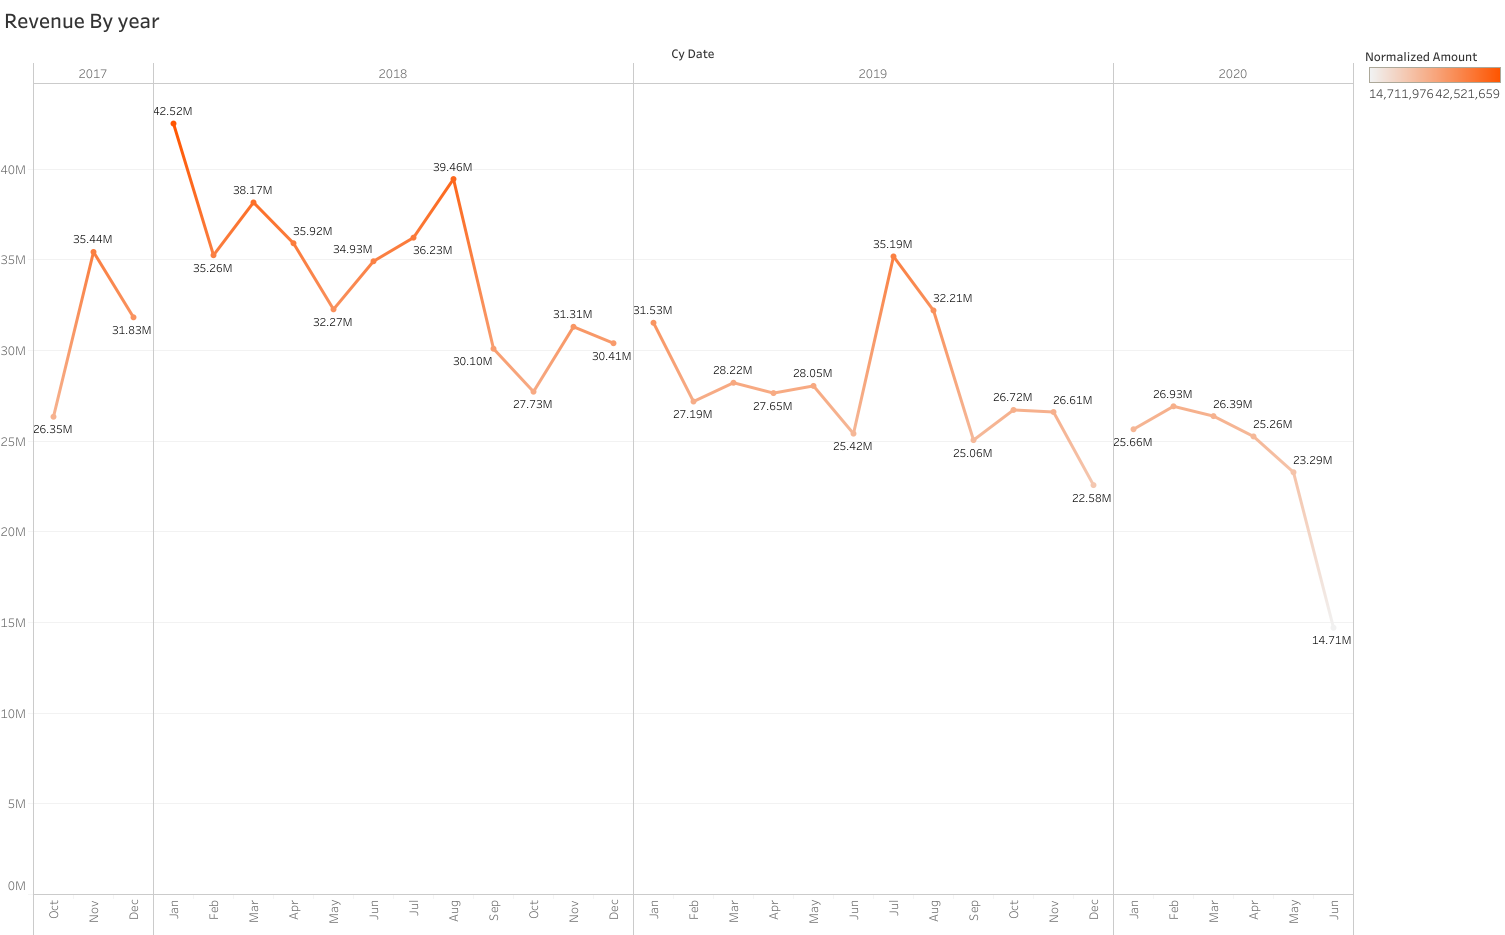 Revenue By year
Cy Date
2017 2018 2019 2020
Normalized Amount
14,711,976 42,521,659
40M
35M
30M
25M
20M
15M
10M
5M
0M
26.35M
35.44M
31.83M
42.52M
35.26M
38.17M
35.92M
32.27M
34.93M
36.23M
39.46M
30.10M
27.73M
31.31M
30.41M
31.53M
27.19M
28.22M
27.65M
28.05M
25.42M
35.19M
32.21M
25.06M
26.72M
26.61M
22.58M
25.66M
26.93M
26.39M
25.26M
23.29M
14.71M
Oct Nov Dec Jan Feb Mar Apr May Jun Jul Aug Sep Oct Nov Dec Jan Feb Mar Apr May Jun Jul Aug Sep Oct Nov Dec Jan Feb Mar Apr May Jun